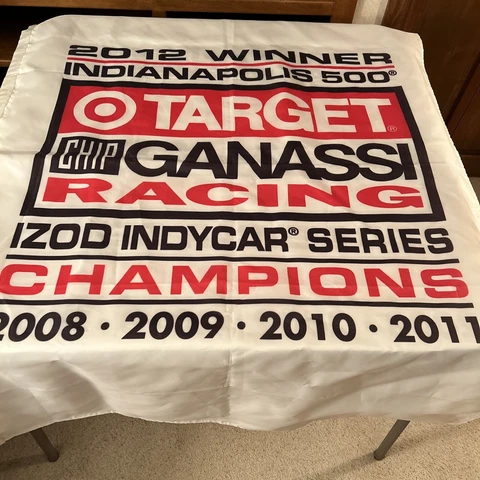 2012 WINNER
INDIANAPOLIS 500®
TARGET®
CHIP GANASSI
RACING
IZOD INDYCAR® SERIES
CHAMPIONS
2008 · 2009 · 2010 · 2011